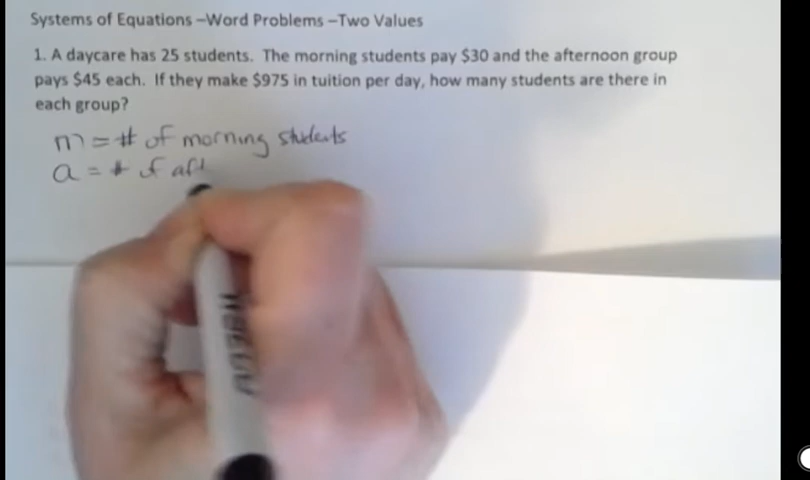 Systems of Equations –Word Problems –Two Values
1. A daycare has 25 students. The morning students pay $30 and the afternoon group
pays $45 each. If they make $975 in tuition per day, how many students are there in
each group?
m = # of morning students
a = # of aft